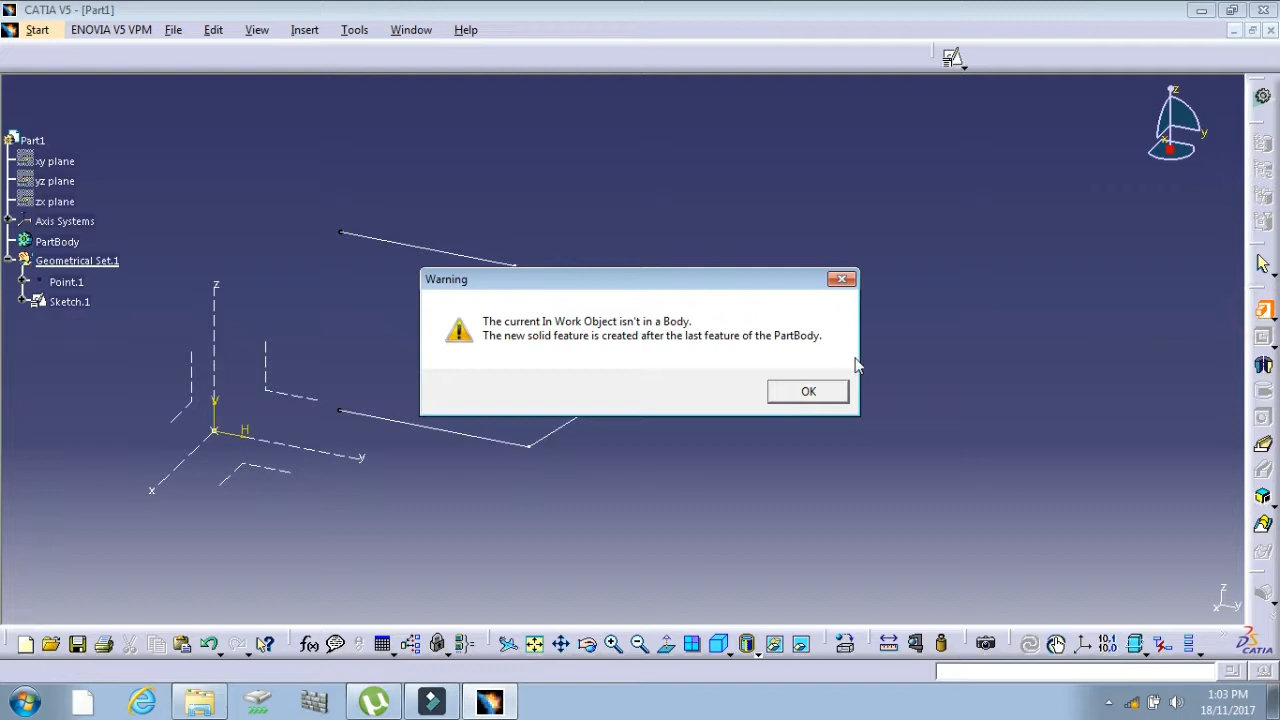 CATIA V5 - [Part1]
Start ENOVIA V5 VPM File Edit View Insert Tools Window Help
z
y
x
Part1
xy plane
yz plane
zx plane
Axis Systems
PartBody
Geometrical Set.1
Point.1
Sketch.1
z
V
H
y
x
Warning
The current In Work Object isn't in a Body.
The new solid feature is created after the last feature of the PartBody.
OK
z
x y
f(x)
10.1
CATIA
1:03 PM
18/11/2017